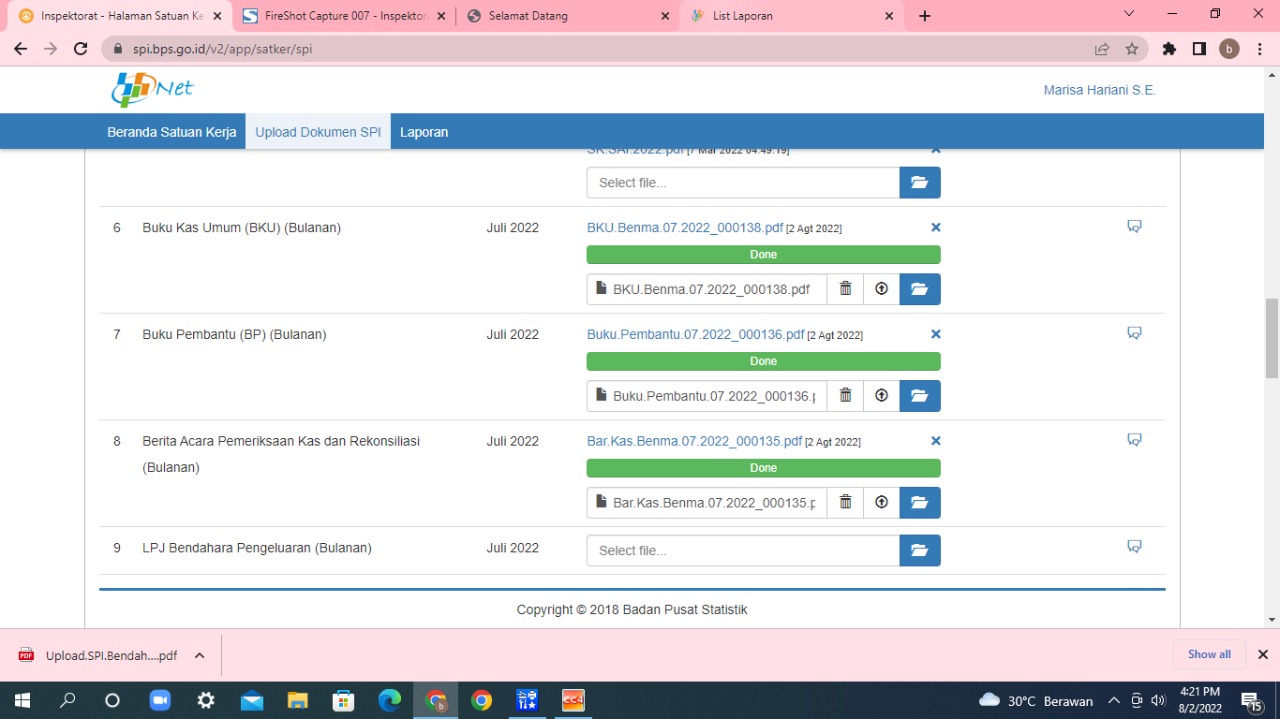 Inspektorat - Halaman Satuan Ke
FireShot Capture 007 - Inspektor
Selamat Datang
List Laporan
spi.bps.go.id/v2/app/satker/spi
b
Net
Marisa Hariani S.E.
Beranda Satuan Kerja
Upload Dokumen SPI
Laporan
SK.SAI.2022.pdf [7 Mar 2022 04:49:19]
Select file...
6 Buku Kas Umum (BKU) (Bulanan) Juli 2022 BKU.Benma.07.2022_000138.pdf [2 Agt 2022]
Done
BKU.Benma.07.2022_000138.pdf
7 Buku Pembantu (BP) (Bulanan) Juli 2022 Buku.Pembantu.07.2022_000136.pdf [2 Agt 2022]
Done
Buku.Pembantu.07.2022_000136.p
8 Berita Acara Pemeriksaan Kas dan Rekonsiliasi Juli 2022 Bar.Kas.Benma.07.2022_000135.pdf [2 Agt 2022]
(Bulanan)
Done
Bar.Kas.Benma.07.2022_000135.p
9 LPJ Bendahara Pengeluaran (Bulanan) Juli 2022 Select file...
Copyright © 2018 Badan Pusat Statistik
PDF Upload.SPI.Bendah....pdf
Show all
b
CC4
30°C Berawan
4:21 PM
8/2/2022
15